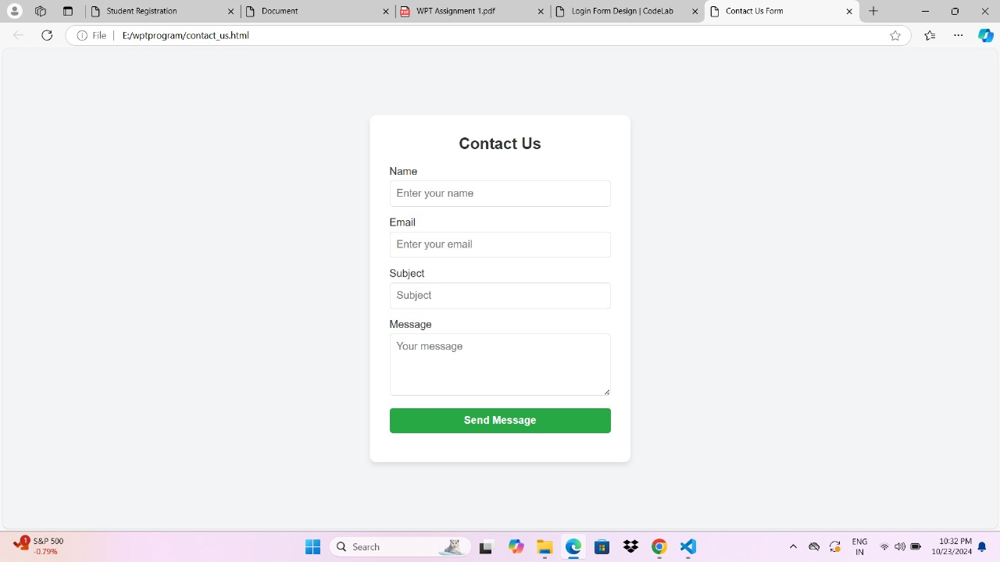 Student Registration
Document
WPT Assignment 1.pdf
Login Form Design | CodeLab
Contact Us Form
File
E:/wptprogram/contact_us.html
Contact Us
Name
Enter your name
Email
Enter your email
Subject
Subject
Message
Your message
Send Message
1
S&P 500
-0.79%
Search
ENG
IN
10:32 PM
10/23/2024